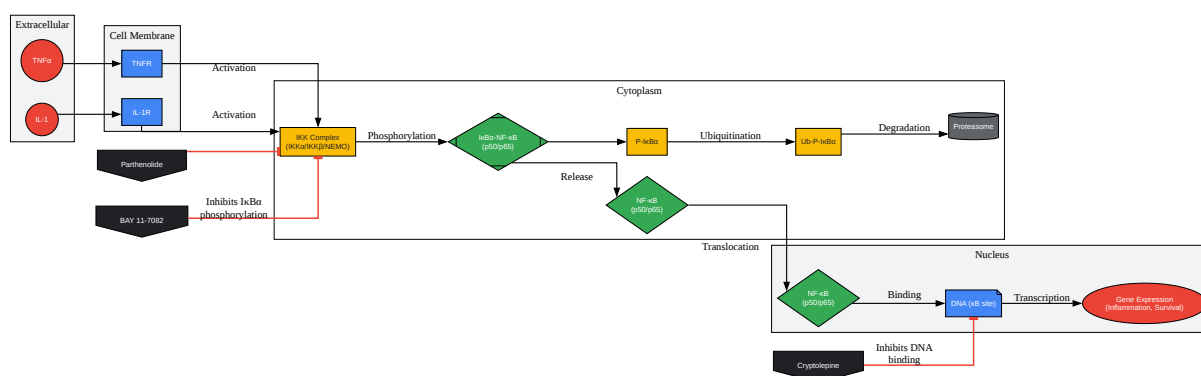 Extracellular
TNFα
IL-1
Cell Membrane
TNFR
IL-1R
Activation
Activation
Parthenolide
BAY 11-7082
Inhibits IκBα
phosphorylation
Cytoplasm
IKK Complex
(IKKα/IKKβ/NEMO)
Phosphorylation
IκBα-NF-κB
(p50/p65)
P-IκBα
Ubiquitination
Ub-P-IκBα
Degradation
Proteasome
Release
NF-κB
(p50/p65)
Translocation
Nucleus
NF-κB
(p50/p65)
Binding
DNA (κB site)
Transcription
Gene Expression
(Inflammation, Survival)
Cryptolepine
Inhibits DNA
binding